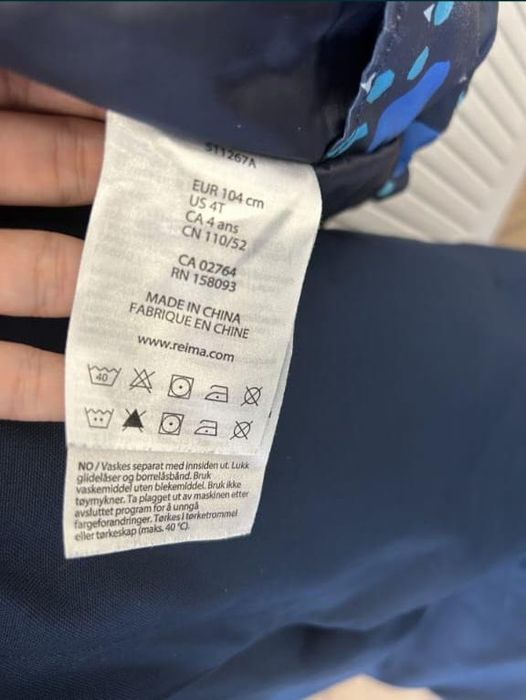 511267A
EUR 104 cm
US 4T
CA 4 ans
CN 110/52
CA 02764
RN 158093
MADE IN CHINA
FABRIQUE EN CHINE
www.reima.com
40
NO / Vaskes separat med innsiden ut. Lukk
glidelåser og borrelåsbånd. Bruk
vaskemiddel uten blekemiddel. Bruk ikke
tøymykner. Ta plagget ut av maskinen etter
avsluttet program for å unngå
fargeforandringer. Tørkes i tørketrommel
eller tørkeskap (maks. 40 °C).